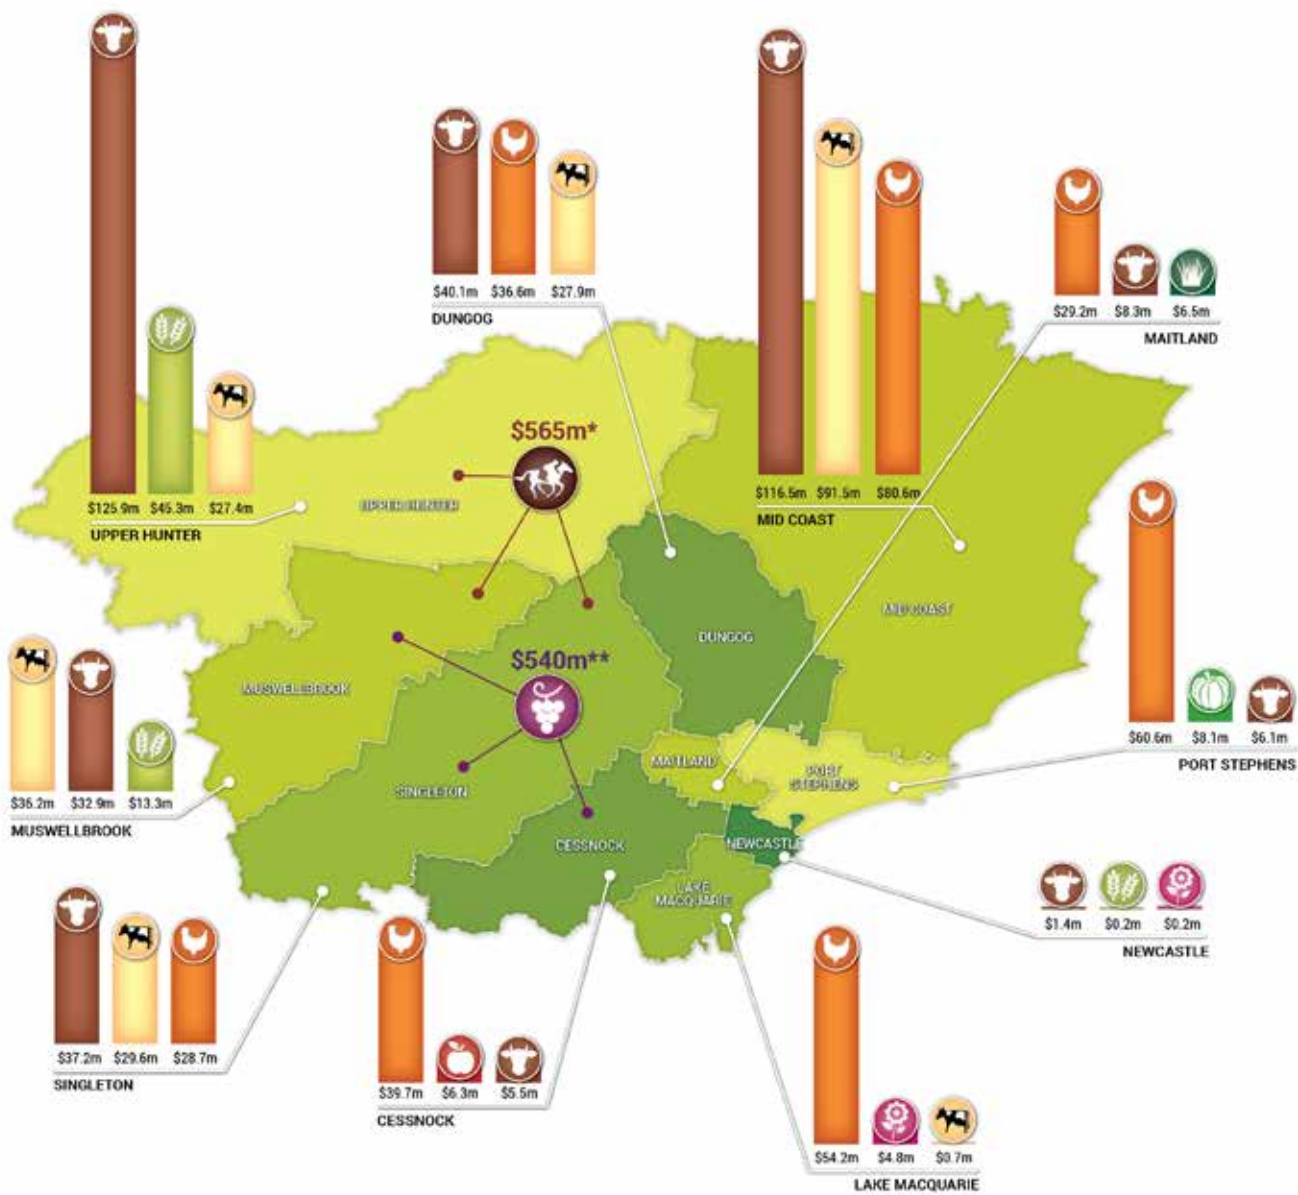 $40.1m $36.6m $27.9m
DUNGOG
$29.2m $8.3m $6.5m
MAITLAND
$565m*
$125.9m $45.3m $27.4m
UPPER HUNTER
UPPER HUNTER
$116.5m $91.5m $80.6m
MID COAST
MID COAST
DUNGOG
$540m**
MUSWELLBROOK
$60.6m $8.1m $6.1m
PORT STEPHENS
MAITLAND
PORT
STEPHENS
SINGLETON
$36.2m $32.9m $13.3m
MUSWELLBROOK
CESSNOCK
NEWCASTLE
LAKE
MACQUARIE
$1.4m $0.2m $0.2m
NEWCASTLE
$37.2m $29.6m $28.7m
SINGLETON
$39.7m $6.3m $5.5m
CESSNOCK
$54.2m $4.8m $0.7m
LAKE MACQUARIE